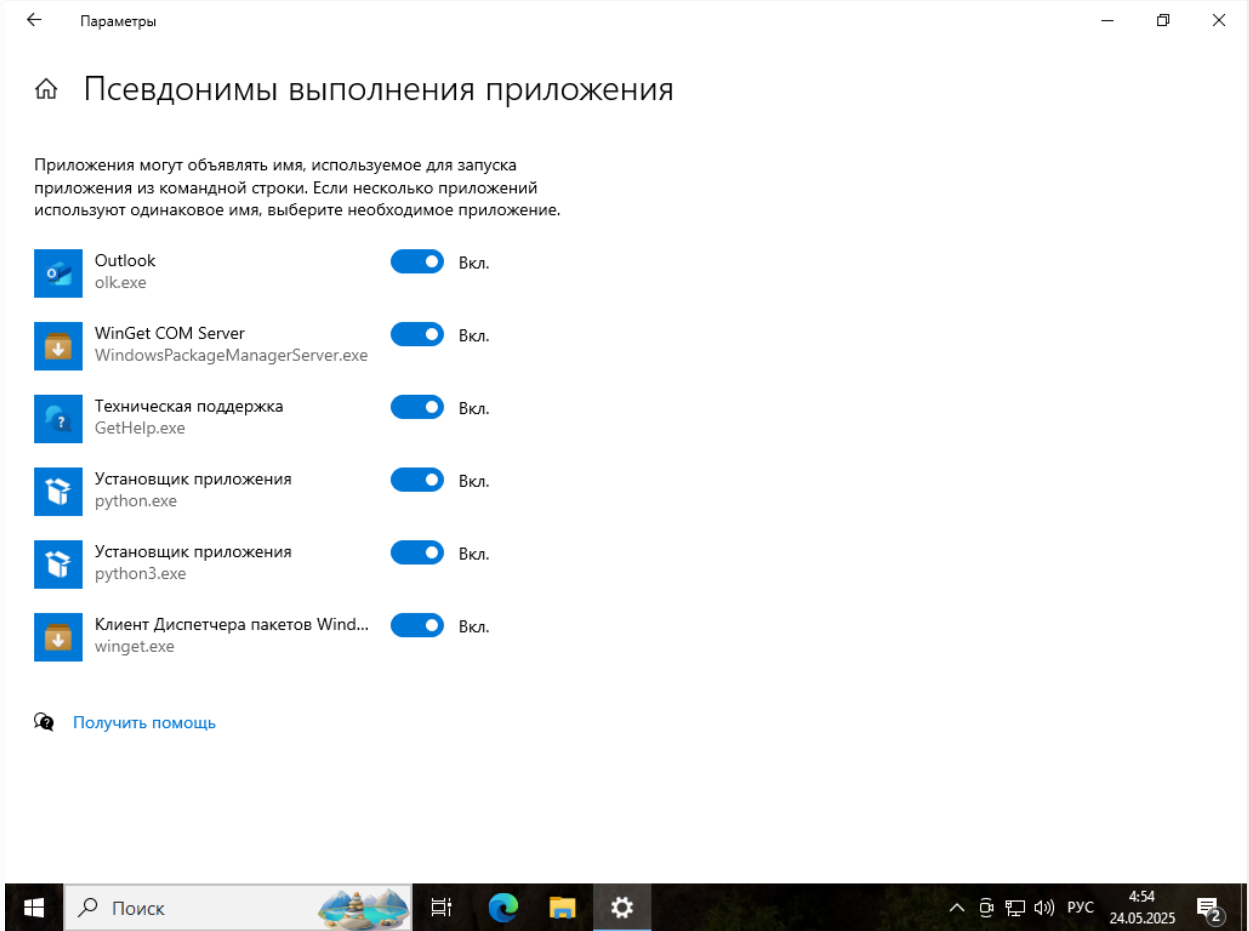 Параметры
Псевдонимы выполнения приложения
Приложения могут объявлять имя, используемое для запуска
приложения из командной строки. Если несколько приложений
используют одинаковое имя, выберите необходимое приложение.
Outlook
olk.exe
Вкл.
WinGet COM Server
WindowsPackageManagerServer.exe
Вкл.
Техническая поддержка
GetHelp.exe
Вкл.
Установщик приложения
python.exe
Вкл.
Установщик приложения
python3.exe
Вкл.
Клиент Диспетчера пакетов Wind...
winget.exe
Вкл.
Получить помощь
Поиск
РУС
4:54
24.05.2025
2